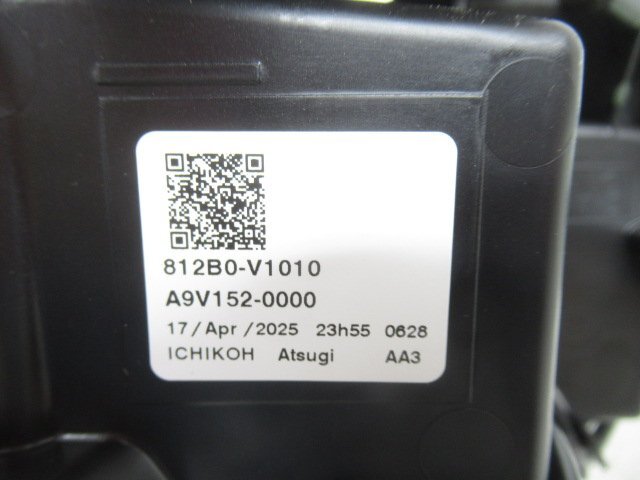 812B0-V1010
A9V152-0000
17/Apr/2025 23h55 0628
ICHIKOH Atsugi AA3